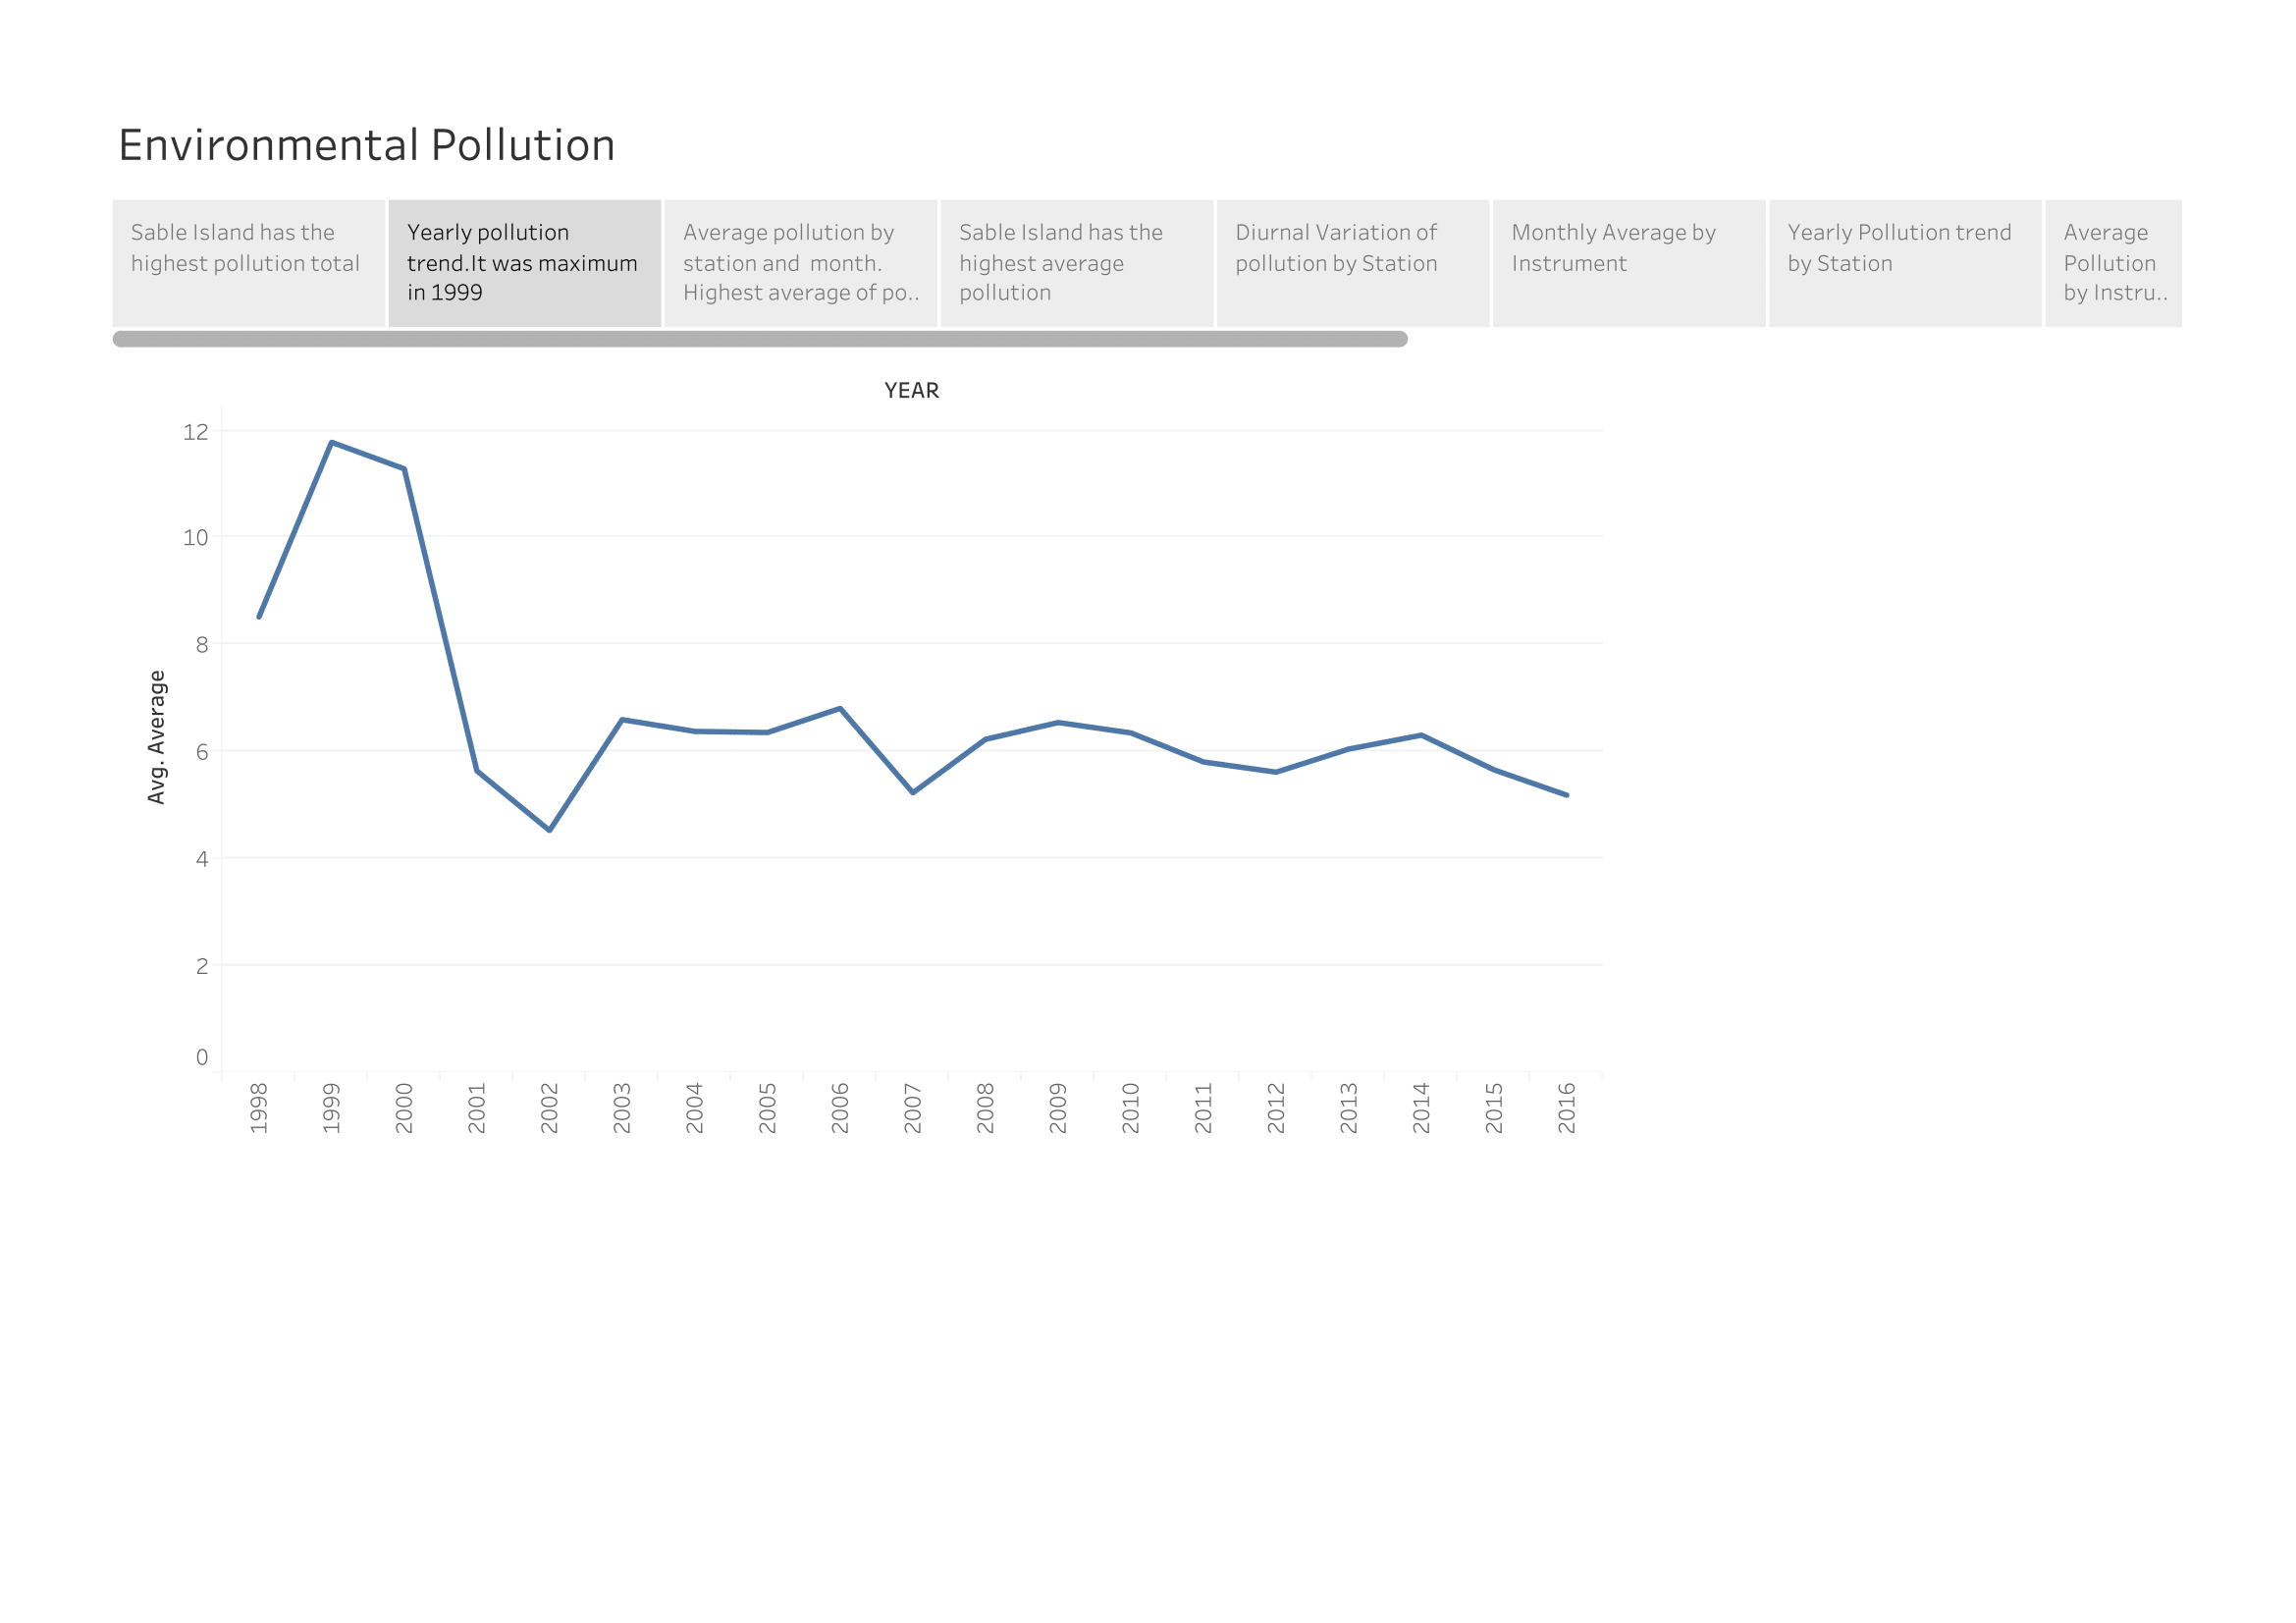 Environmental Pollution
Sable Island has the
highest pollution total
Yearly pollution
trend.It was maximum
in 1999
Average pollution by
station and  month.
Highest average of po..
Sable Island has the
highest average
pollution
Diurnal Variation of
pollution by Station
Monthly Average by
Instrument
Yearly Pollution trend
by Station
Average
Pollution
by Instru..
YEAR
Avg. Average
12
10
8
6
4
2
0
1998
1999
2000
2001
2002
2003
2004
2005
2006
2007
2008
2009
2010
2011
2012
2013
2014
2015
2016